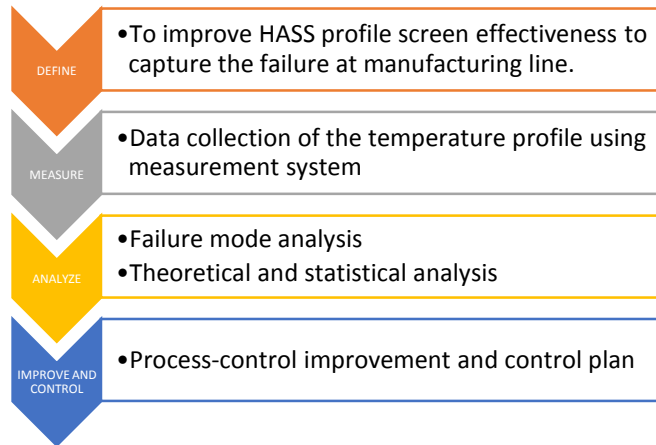 DEFINE
•To improve HASS profile screen effectiveness to
capture the failure at manufacturing line.
MEASURE
•Data collection of the temperature profile using
measurement system
ANALYZE
•Failure mode analysis
•Theoretical and statistical analysis
IMPROVE AND
CONTROL
•Process-control improvement and control plan